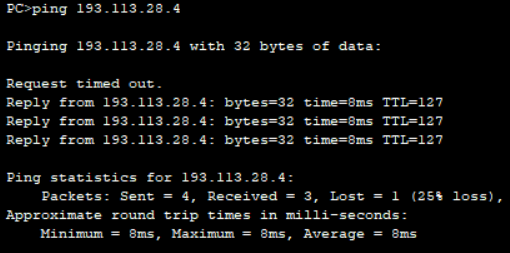 PC>ping 193.113.28.4
Pinging 193.113.28.4 with 32 bytes of data:
Request timed out.
Reply from 193.113.28.4: bytes=32 time=8ms TTL=127
Reply from 193.113.28.4: bytes=32 time=8ms TTL=127
Reply from 193.113.28.4: bytes=32 time=8ms TTL=127
Ping statistics for 193.113.28.4:
Packets: Sent = 4, Received = 3, Lost = 1 (25% loss),
Approximate round trip times in milli-seconds:
Minimum = 8ms, Maximum = 8ms, Average = 8ms